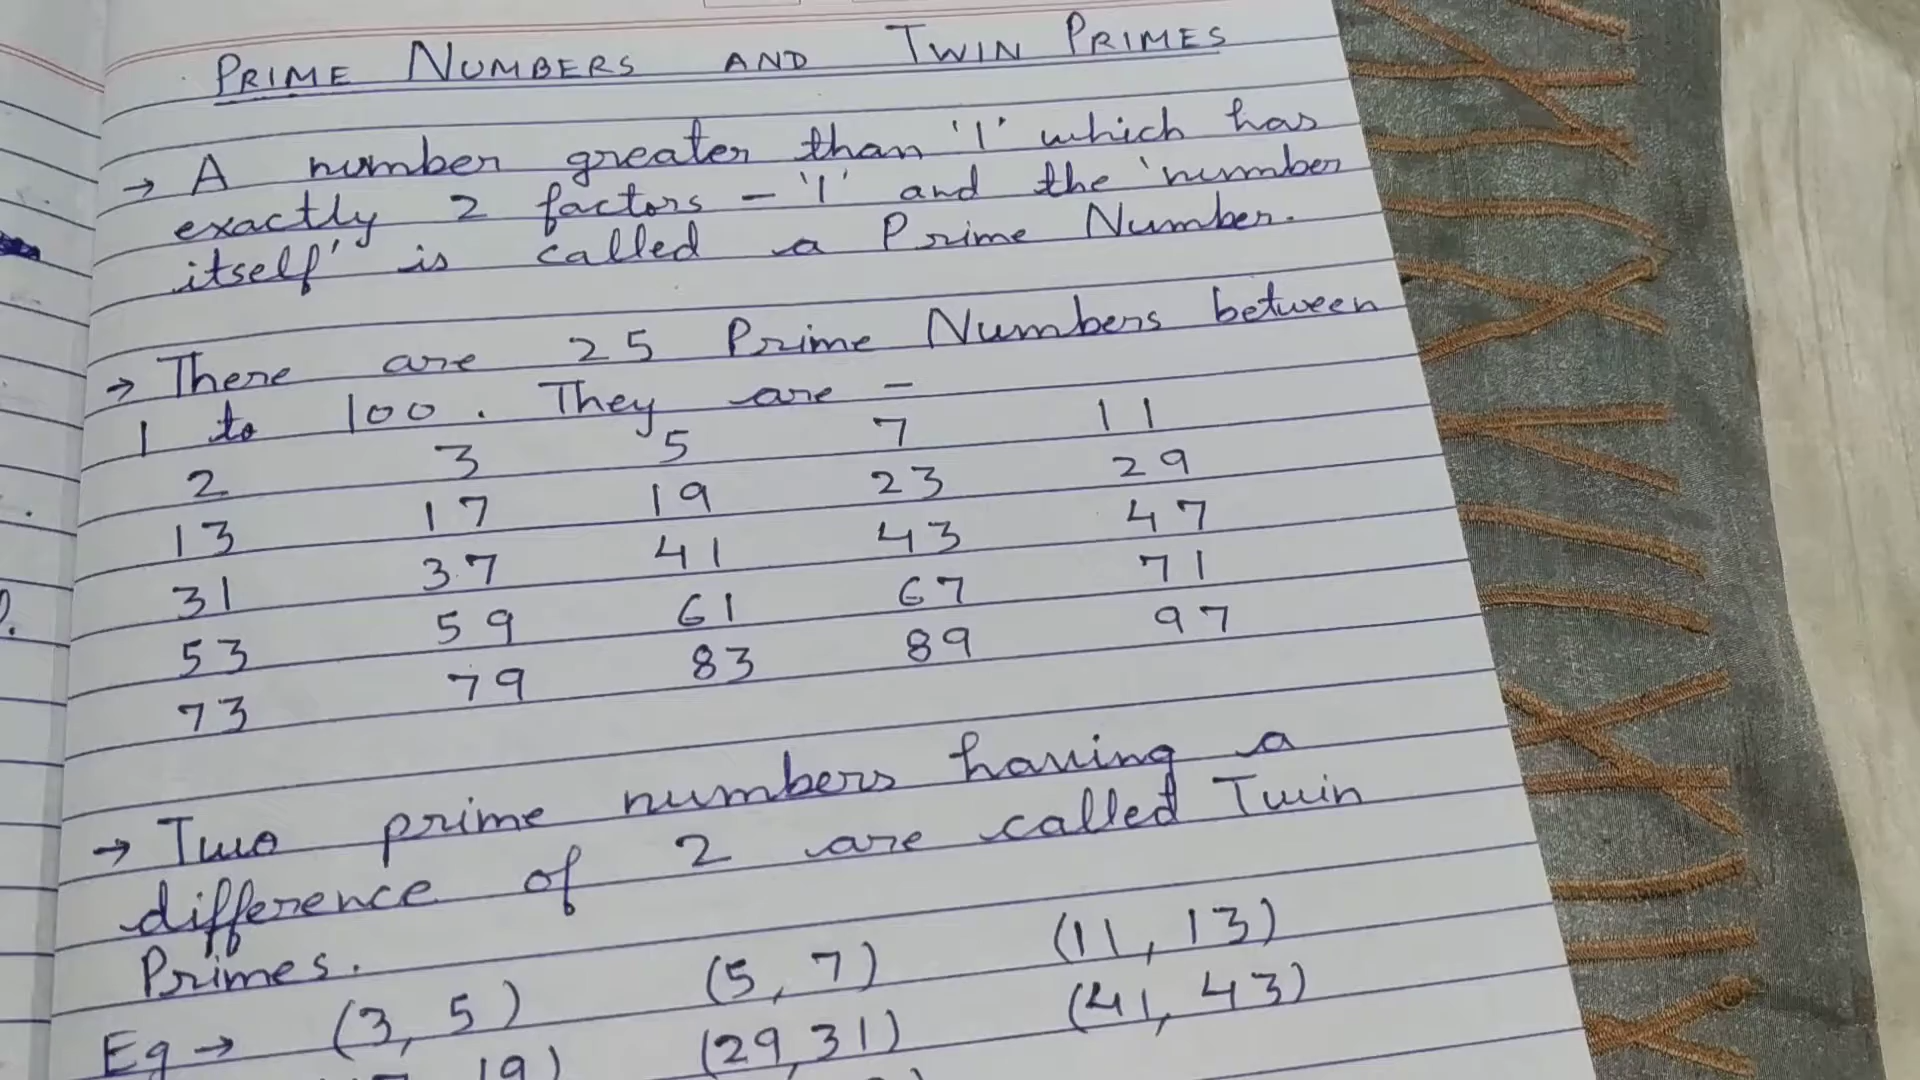 PRIME NUMBERS AND TWIN PRIMES
→ A number greater than '1' which has
exactly 2 factors - '1' and the 'number
itself' is called a Prime Number.
→ There are 25 Prime Numbers between
1 to 100. They are -
2 3 5 7 11
13 17 19 23 29
31 37 41 43 47
53 59 61 67 71
73 79 83 89 97
→ Two prime numbers having a
difference of 2 are called Twin
Primes.
Eg → (3, 5) (5, 7) (11, 13)
19) (29, 31) (41, 43)